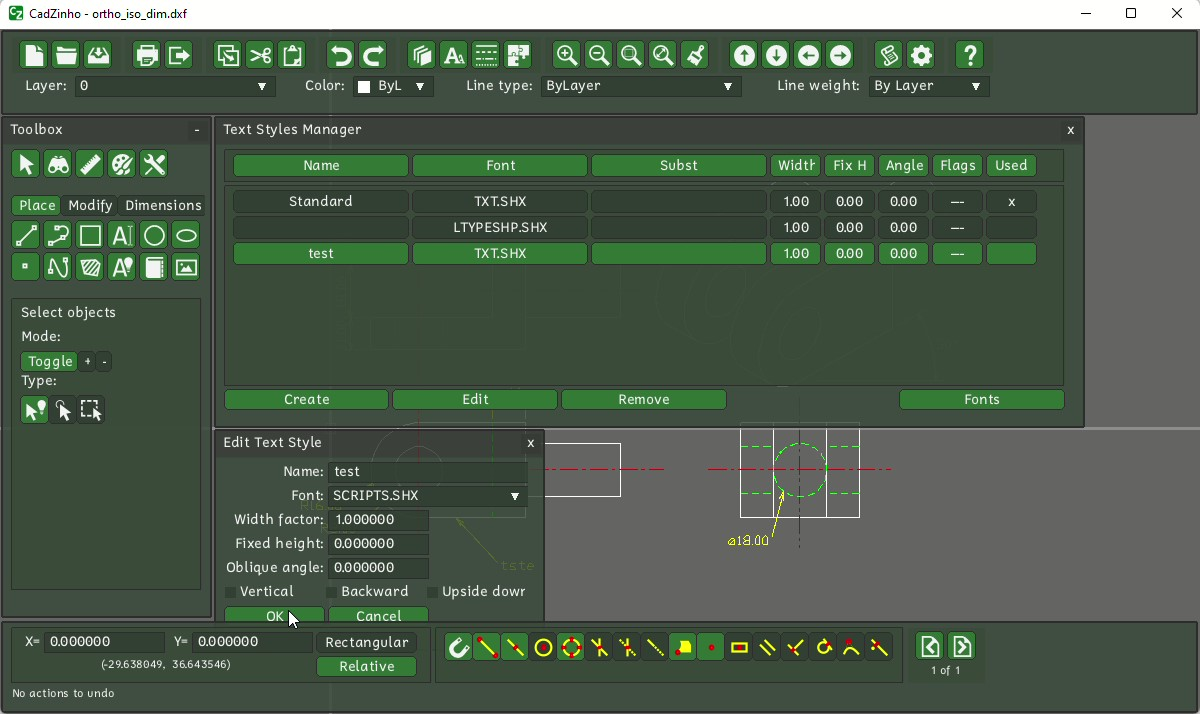 CadZinho - ortho_iso_dim.dxf
Layer: 0 Color: ByL Line type: ByLayer Line weight: By Layer
Toolbox -
Text Styles Manager x
Name Font Subst Width Fix H Angle Flags Used
Standard TXT.SHX 1.00 0.00 0.00 --- x
LTYPESHP.SHX 1.00 0.00 0.00 ---
test TXT.SHX 1.00 0.00 0.00 ---
Place Modify Dimensions
Select objects
Mode:
Toggle + -
Type:
Create Edit Remove Fonts
Edit Text Style x
Name: test
Font: SCRIPTS.SHX
Width factor: 1.000000
Fixed height: 0.000000
Oblique angle: 0.000000
Vertical Backward Upside down
OK Cancel
tste
⌀18.00
X= 0.000000 Y= 0.000000 Rectangular
(-29.638049, 36.643546) Relative
1 of 1
No actions to undo